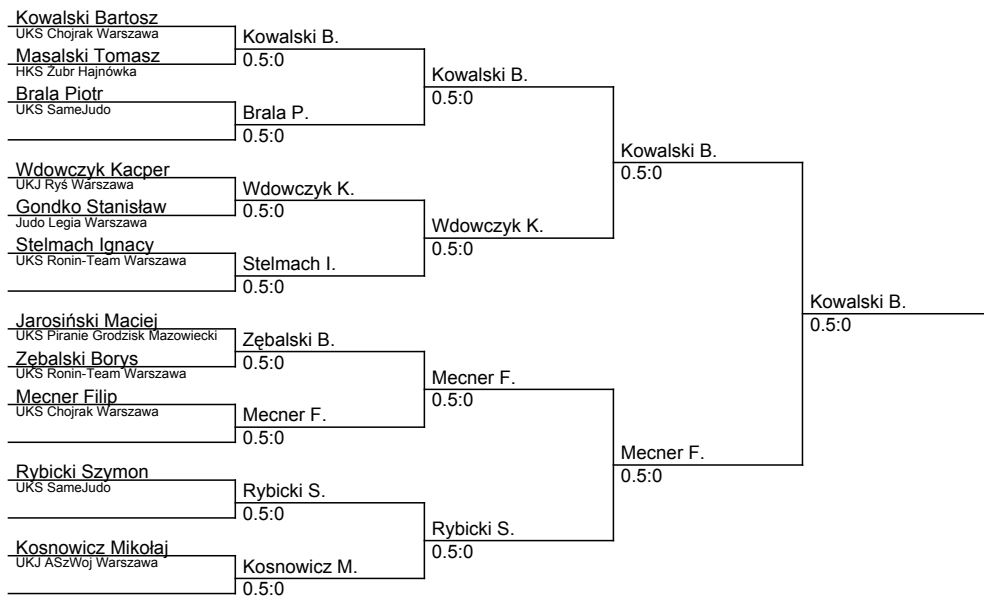 Kowalski Bartosz
UKS Chojrak Warszawa
Masalski Tomasz
HKS Żubr Hajnówka
Brala Piotr
UKS SameJudo
Wdowczyk Kacper
UKJ Ryś Warszawa
Gondko Stanisław
Judo Legia Warszawa
Stelmach Ignacy
UKS Ronin-Team Warszawa
Jarosiński Maciej
UKS Piranie Grodzisk Mazowiecki
Zębalski Borys
UKS Ronin-Team Warszawa
Mecner Filip
UKS Chojrak Warszawa
Rybicki Szymon
UKS SameJudo
Kosnowicz Mikołaj
UKJ ASzWoj Warszawa
Kowalski B.
0.5:0
Brala P.
0.5:0
Wdowczyk K.
0.5:0
Stelmach I.
0.5:0
Zębalski B.
0.5:0
Mecner F.
0.5:0
Rybicki S.
0.5:0
Kosnowicz M.
0.5:0
Kowalski B.
0.5:0
Wdowczyk K.
0.5:0
Mecner F.
0.5:0
Rybicki S.
0.5:0
Kowalski B.
0.5:0
Mecner F.
0.5:0
Kowalski B.
0.5:0